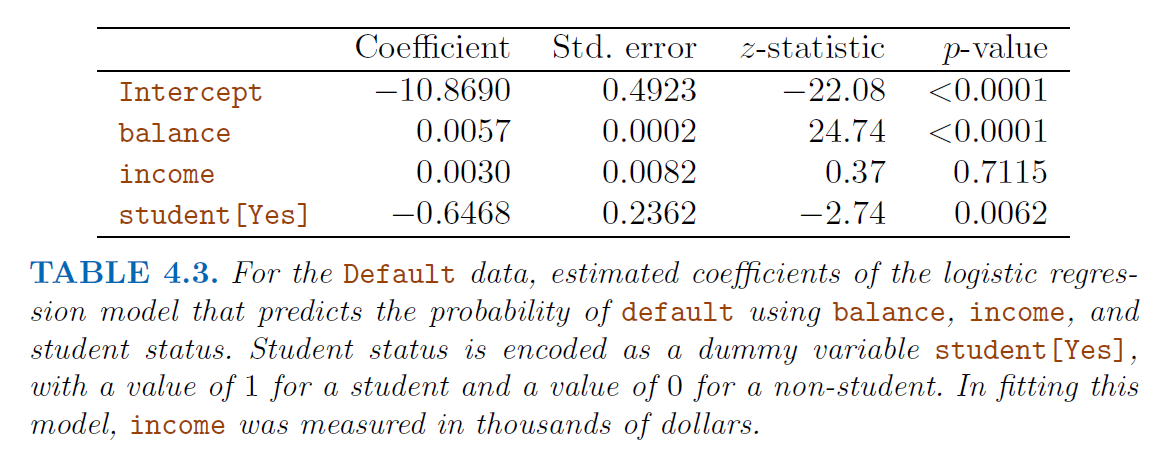 Coefficient Std. error z-statistic p-value
Intercept −10.8690 0.4923 −22.08 <0.0001
balance 0.0057 0.0002 24.74 <0.0001
income 0.0030 0.0082 0.37 0.7115
student[Yes] −0.6468 0.2362 −2.74 0.0062
TABLE 4.3. For the Default data, estimated coefficients of the logistic regres-
sion model that predicts the probability of default using balance, income, and
student status. Student status is encoded as a dummy variable student[Yes],
with a value of 1 for a student and a value of 0 for a non-student. In fitting this
model, income was measured in thousands of dollars.